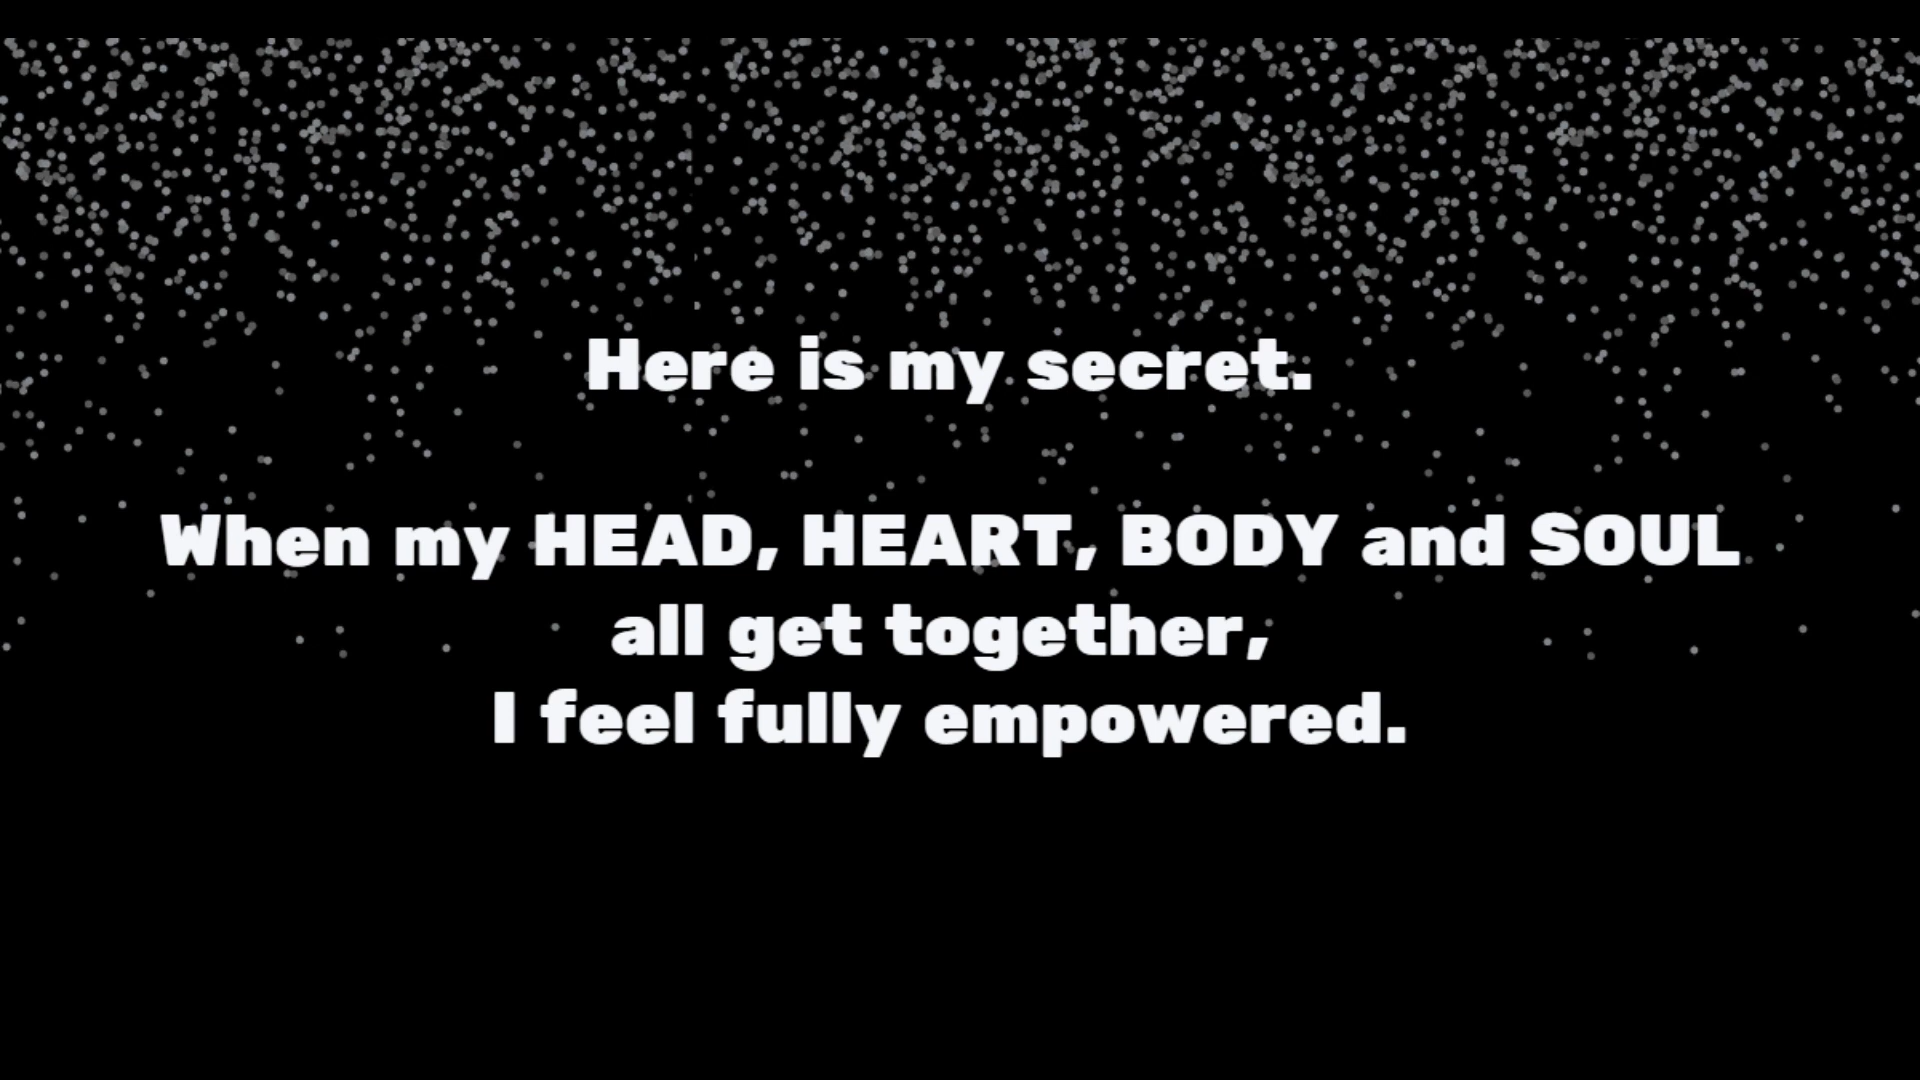 Here is my secret.
When my HEAD, HEART, BODY and SOUL
all get together,
I feel fully empowered.